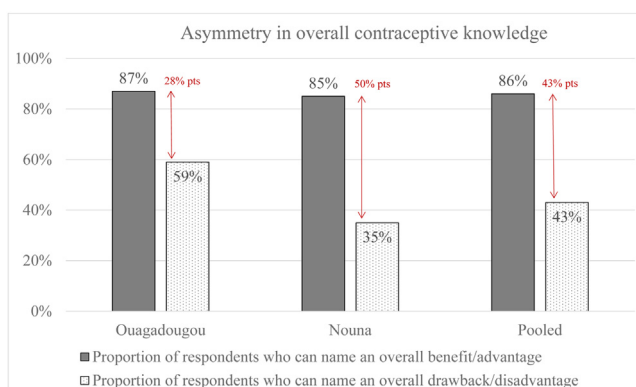 Asymmetry in overall contraceptive knowledge
100%
80%
60%
40%
20%
0%
87%
28% pts
59%
85%
50% pts
35%
86%
43% pts
43%
Ouagadougou
Nouna
Pooled
Proportion of respondents who can name an overall benefit/advantage
Proportion of respondents who can name an overall drawback/disadvantage